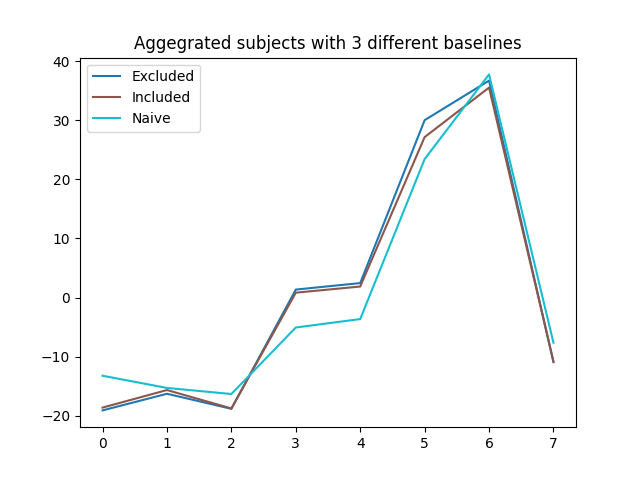 Aggegrated subjects with 3 different baselines
Excluded
Included
Naive
40
30
20
10
0
−10
−20
0 1 2 3 4 5 6 7